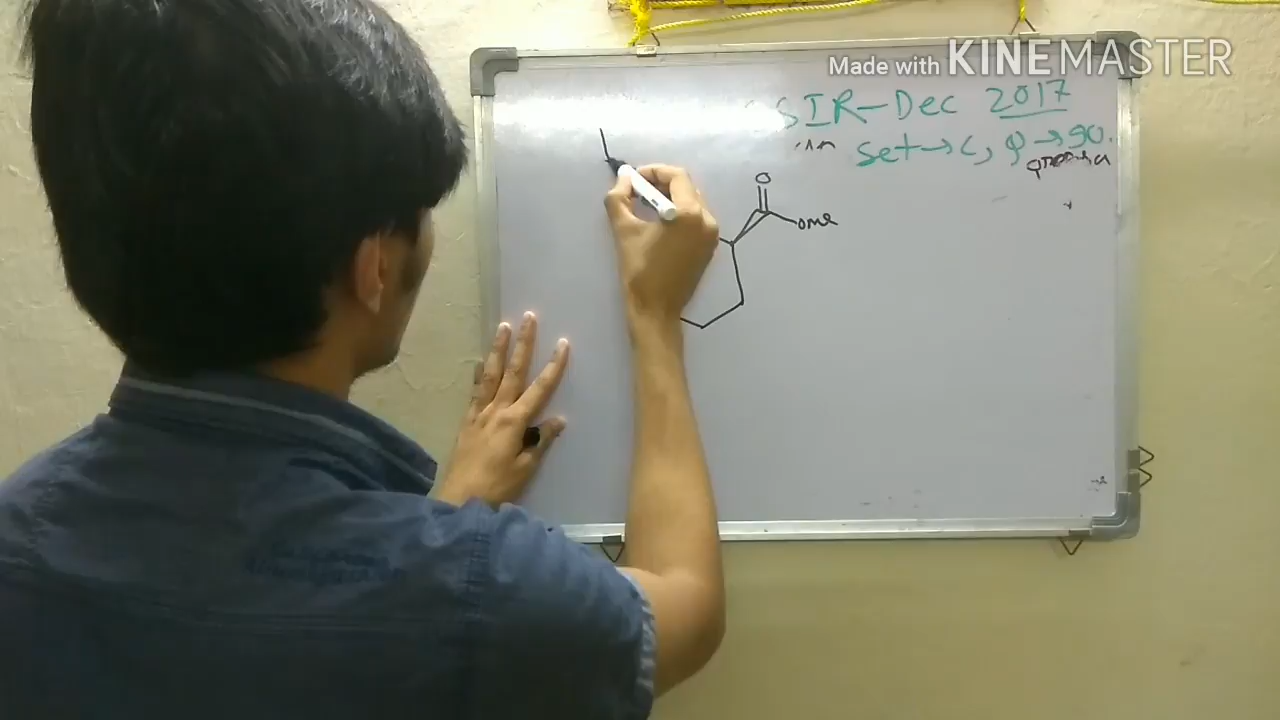 Made with KINEMASTER
SIR-Dec 2017
set→C, Q→90.
O
OMe